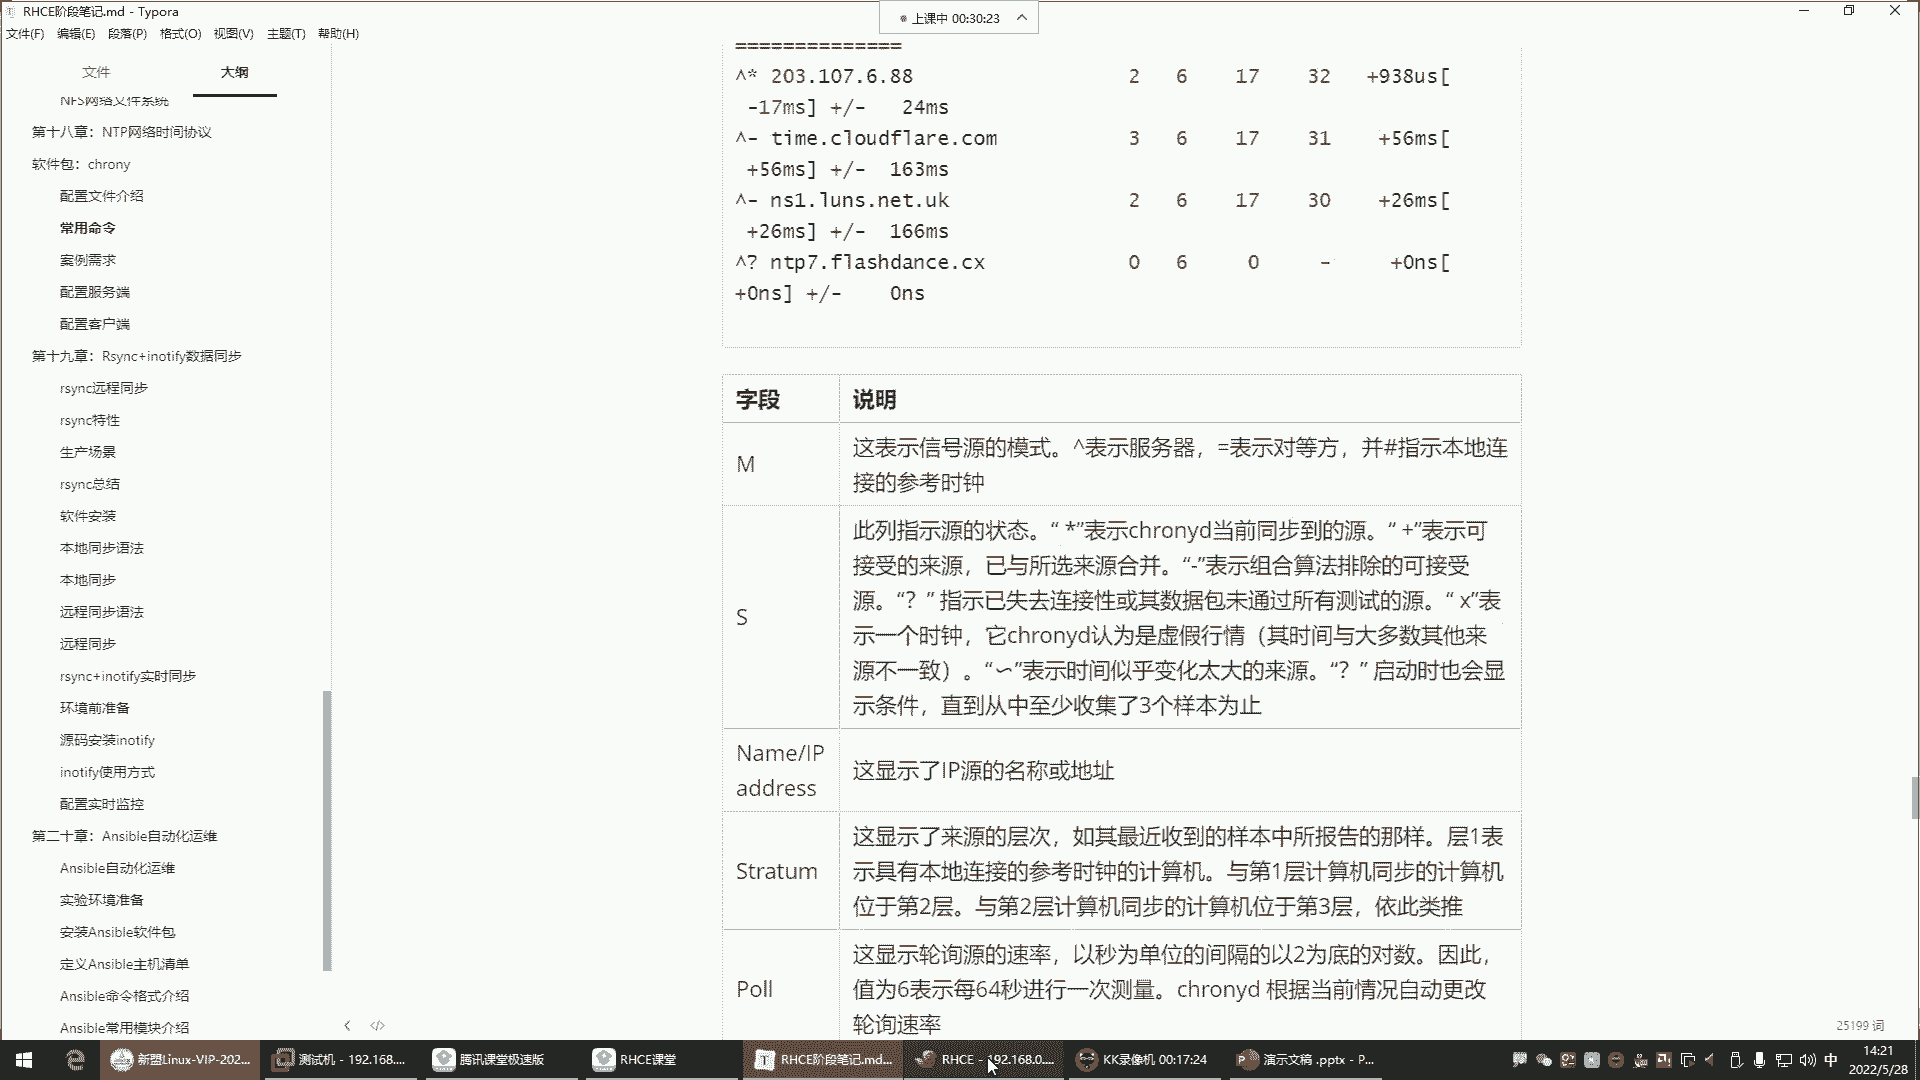 RHCE阶段笔记.md - Typora
上课中 00:30:23
文件(F) 编辑(E) 段落(P) 格式(O) 视图(V) 主题(T) 帮助(H)
文件 大纲
NFS网络文件系统
第十八章：NTP网络时间协议
软件包：chrony
配置文件介绍
常用命令
案例需求
配置服务端
配置客户端
第十九章：Rsync+inotify数据同步
rsync远程同步
rsync特性
生产场景
rsync总结
软件安装
本地同步语法
本地同步
远程同步语法
远程同步
rsync+inotify实时同步
环境前准备
源码安装inotify
inotify使用方式
配置实时监控
第二十章：Ansible自动化运维
Ansible自动化运维
实验环境准备
安装Ansible软件包
定义Ansible主机清单
Ansible命令格式介绍
Ansible常用模块介绍
==============
^* 203.107.6.88 2 6 17 32 +938us[
-17ms] +/- 24ms
^- time.cloudflare.com 3 6 17 31 +56ms[
+56ms] +/- 163ms
^- ns1.luns.net.uk 2 6 17 30 +26ms[
+26ms] +/- 166ms
^? ntp7.flashdance.cx 0 6 0 - +0ns[
+0ns] +/- 0ns
字段 说明
M
这表示信号源的模式。^表示服务器，=表示对等方，并#指示本地连
接的参考时钟
S
此列指示源的状态。“ *”表示chronyd当前同步到的源。“ +”表示可
接受的来源，已与所选来源合并。“-”表示组合算法排除的可接受
源。“？” 指示已失去连接性或其数据包未通过所有测试的源。“ x”表
示一个时钟，它chronyd认为是虚假行情（其时间与大多数其他来
源不一致）。“〜”表示时间似乎变化太大的来源。“？” 启动时也会显
示条件，直到从中至少收集了3个样本为止
Name/IP
address
这显示了IP源的名称或地址
Stratum
这显示了来源的层次，如其最近收到的样本中所报告的那样。层1表
示具有本地连接的参考时钟的计算机。与第1层计算机同步的计算机
位于第2层。与第2层计算机同步的计算机位于第3层，依此类推
Poll
这显示轮询源的速率，以秒为单位的间隔的以2为底的对数。因此，
值为6表示每64秒进行一次测量。chronyd 根据当前情况自动更改
轮询速率
25199 词
新盟Linux-VIP-202... 测试机 - 192.168.... 腾讯课堂极速版 RHCE课堂 RHCE阶段笔记.md... RHCE - 192.168.0.... KK录像机 00:17:24 演示文稿 .pptx - P...
中
14:21
2022/5/28